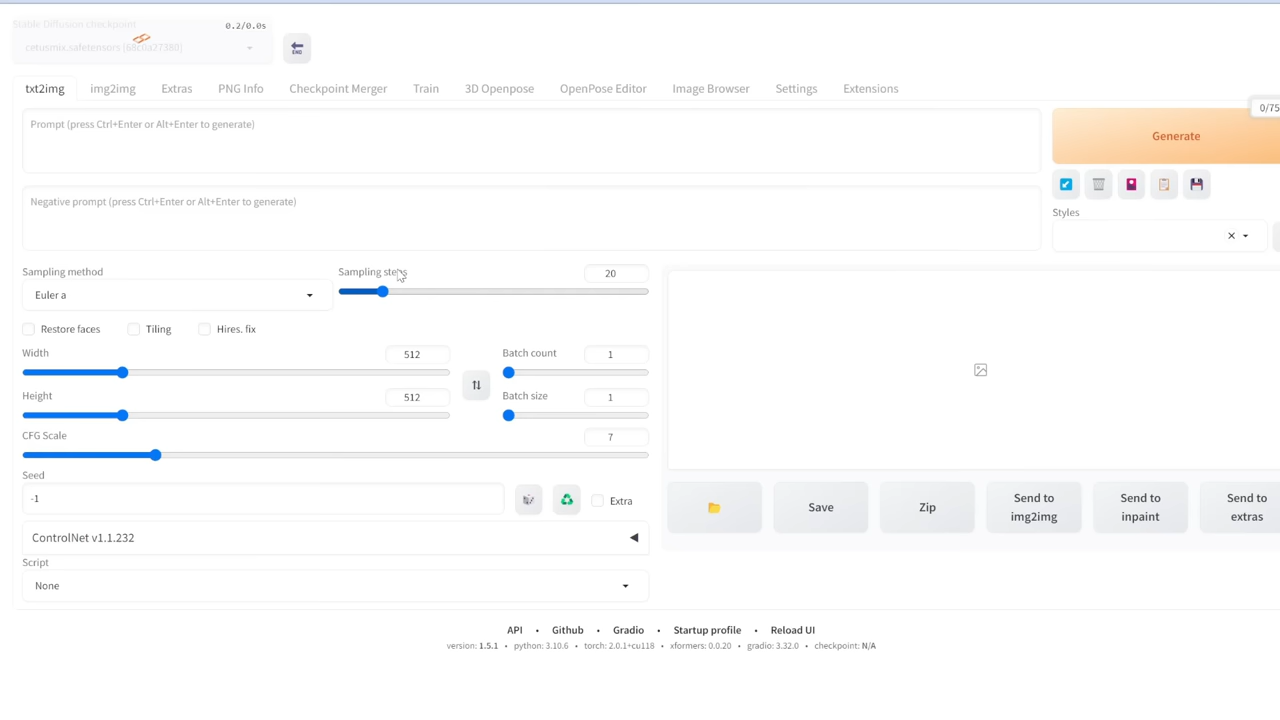 Stable Diffusion checkpoint
0.2/0.0s
cetusmix.safetensors (68c0a27380)
ENG
txt2img img2img Extras PNG Info Checkpoint Merger Train 3D Openpose OpenPose Editor Image Browser Settings Extensions
0/75
Prompt (press Ctrl+Enter or Alt+Enter to generate)
Generate
Negative prompt (press Ctrl+Enter or Alt+Enter to generate)
Styles
Sampling method
Sampling steps
20
Euler a
Restore faces Tiling Hires. fix
Width
512
Batch count
1
Height
512
Batch size
1
CFG Scale
7
Seed
-1
Extra
Save
Zip
Send to
img2img
Send to
inpaint
Send to
extras
ControlNet v1.1.232
Script
None
API • Github • Gradio • Startup profile • Reload UI
version: 1.5.1 • python: 3.10.6 • torch: 2.0.1+cu118 • xformers: 0.0.20 • gradio: 3.32.0 • checkpoint: N/A